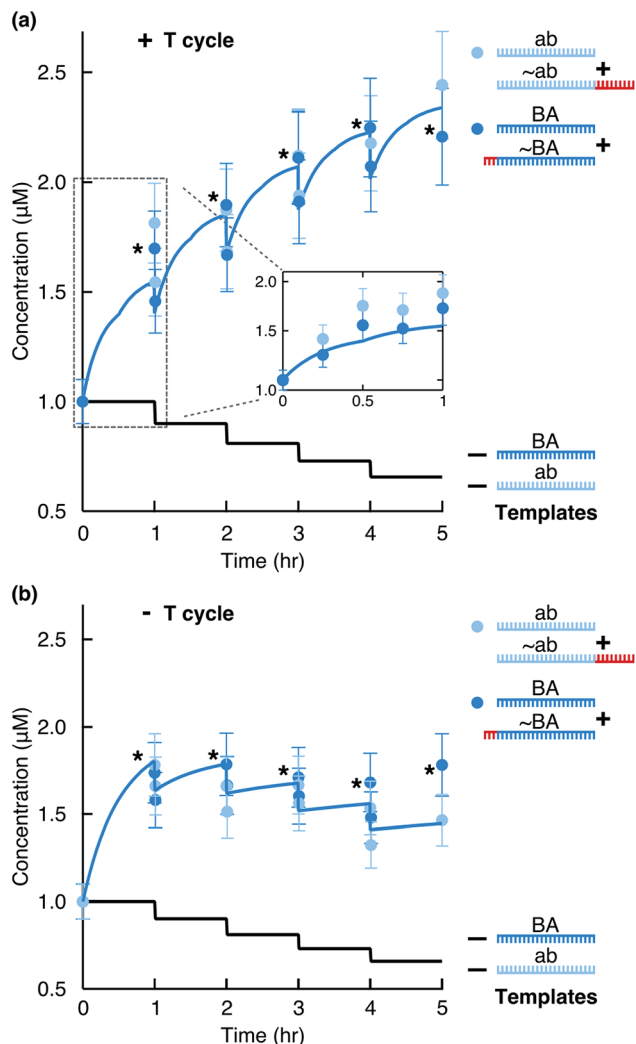 (a)
+ T cycle
ab
~ab
+
BA
~BA
+
2.5
2.0
1.5
1.0
0.5
Concentration (µM)
*
*
*
*
*
2.0
1.5
1.0
0
0.5
1
BA
ab
Templates
0
1
2
3
4
5
Time (hr)
(b)
- T cycle
ab
~ab
+
BA
~BA
+
2.5
2.0
1.5
1.0
0.5
Concentration (µM)
*
*
*
*
*
BA
ab
Templates
0
1
2
3
4
5
Time (hr)